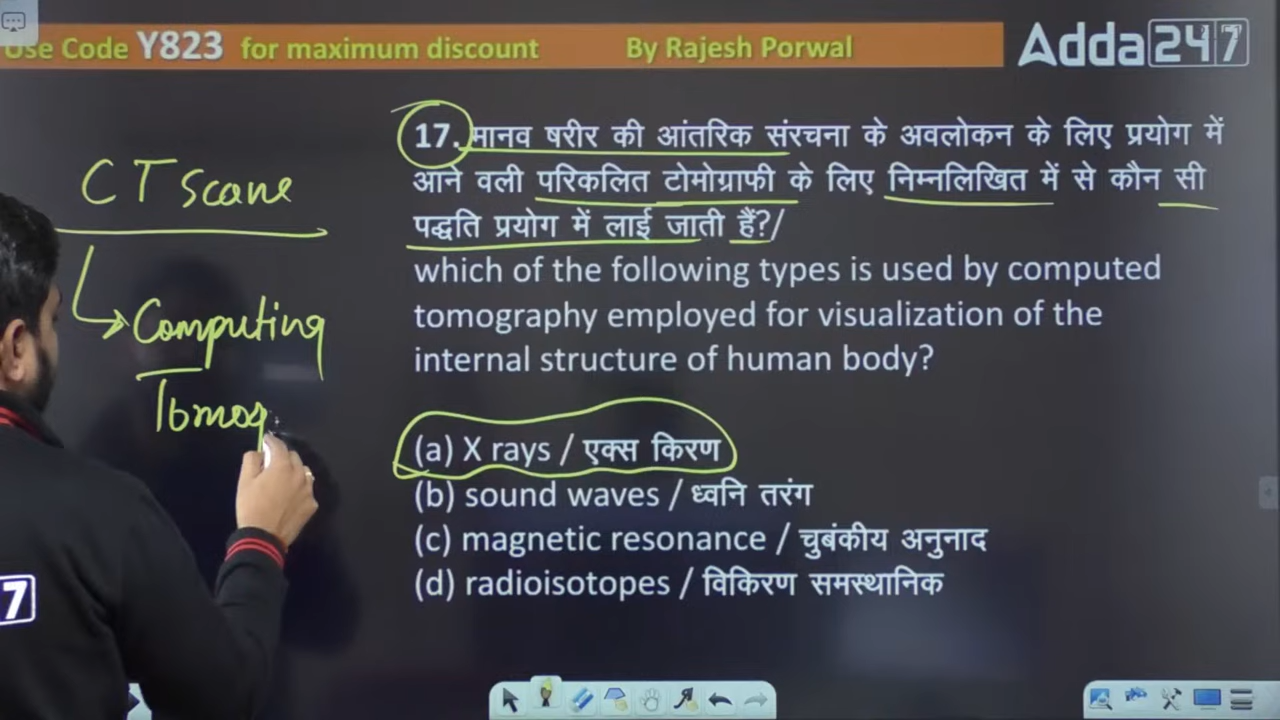 Use Code Y823 for maximum discount By Rajesh Porwal
Adda247
17. मानव षरीर की आंतरिक संरचना के अवलोकन के लिए प्रयोग में
आने वली परिकलित टोमोग्राफी के लिए निम्नलिखित में से कौन सी
पद्धति प्रयोग में लाई जाती हैं?/
which of the following types is used by computed
tomography employed for visualization of the
internal structure of human body?
(a) X rays / एक्स किरण
(b) sound waves / ध्वनि तरंग
(c) magnetic resonance / चुबंकीय अनुनाद
(d) radioisotopes / विकिरण समस्थानिक
CT Scane
Computing
Tomog
7